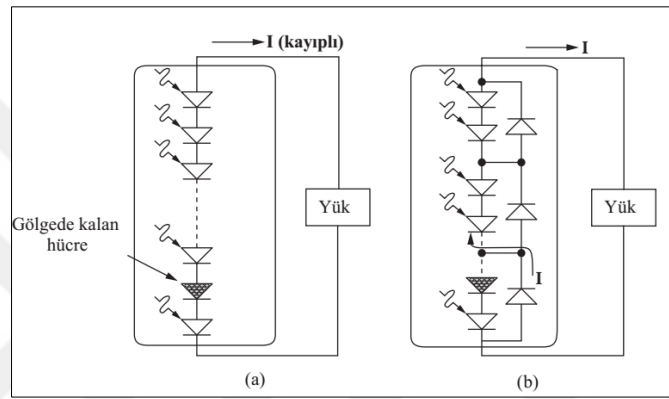 I (kayıplı)
Gölgede kalan
hücre
Yük
(a)
I
I
Yük
(b)